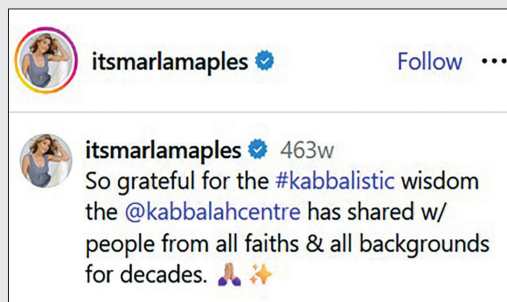 itsmarlamaples Follow
itsmarlamaples 463w
So grateful for the #kabbalistic wisdom
the @kabbalahcentre has shared w/
people from all faiths & all backgrounds
for decades. 🙏🏽 ✨